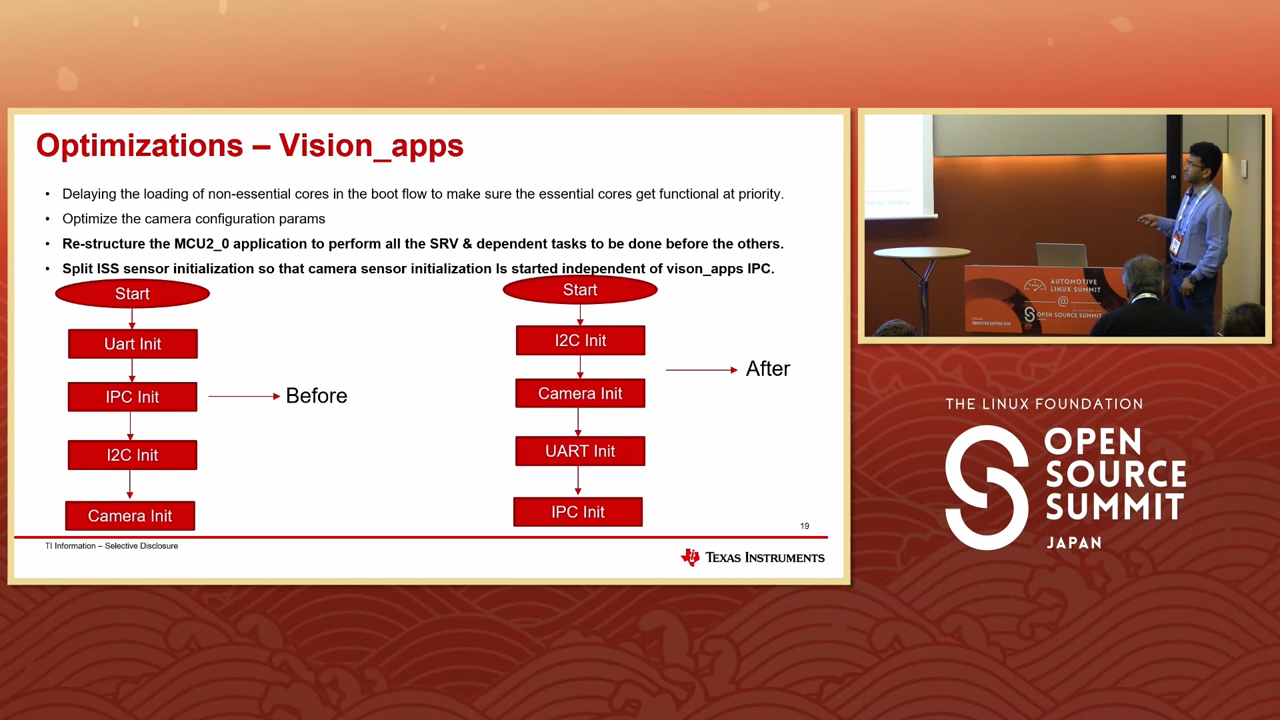 Optimizations – Vision_apps
• Delaying the loading of non-essential cores in the boot flow to make sure the essential cores get functional at priority.
• Optimize the camera configuration params
• Re-structure the MCU2_0 application to perform all the SRV & dependent tasks to be done before the others.
• Split ISS sensor initialization so that camera sensor initialization Is started independent of vison_apps IPC.
Start
Uart Init
IPC Init
I2C Init
Camera Init
Before
Start
I2C Init
Camera Init
UART Init
IPC Init
After
19
TI Information – Selective Disclosure
TEXAS INSTRUMENTS
AUTOMOTIVE
LINUX SUMMIT
@
OPEN SOURCE SUMMIT
THE LINUX FOUNDATION
OPEN
SOURCE
SUMMIT
JAPAN